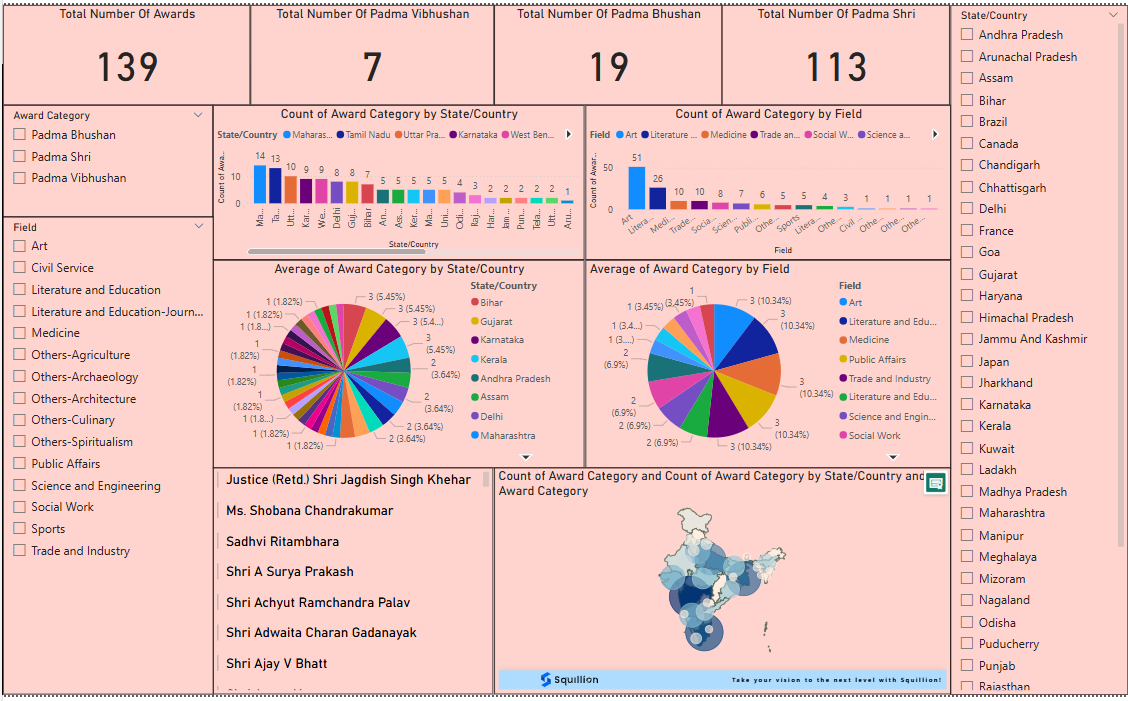 Total Number Of Awards
139
Total Number Of Padma Vibhushan
7
Total Number Of Padma Bhushan
19
Total Number Of Padma Shri
113
Award Category
Padma Bhushan
Padma Shri
Padma Vibhushan
Field
Art
Civil Service
Literature and Education
Literature and Education-Journ...
Medicine
Others-Agriculture
Others-Archaeology
Others-Architecture
Others-Culinary
Others-Spiritualism
Public Affairs
Science and Engineering
Social Work
Sports
Trade and Industry
Count of Award Category by State/Country
State/Country Maharas... Tamil Nadu Uttar Pra... Karnataka West Ben...
Count of Awa...
10
0
14 13 10 9 9 8 8 7 5 5 5 5 5 4 3 2 2 2 2 2 1
Ma... Ta... Utt... Kar... We... Delhi Guj... Bihar An... Ass... Ker... Ma... Uni... Odi... Raj... Har... Jam... Pun... Tela... Utt... Aru...
State/Country
Count of Award Category by Field
Field Art Literature ... Medicine Trade an... Social W... Science a...
Count of Awar...
50
0
51 26 10 10 8 7 6 5 5 4 3 1 1 1 1
Art Litera... Medi... Trade... Socia... Scien... Publi... Othe... Sports Litera... Civil ... Othe... Othe... Othe...
Field
Average of Award Category by State/Country
3 (5.45%)
3 (5.45%)
3 (5.4...)
3
(5.45%)
2
(3.64%)
2
(3.64%)
2 (3.64%)
2 (3.64%)
1 (1.82%)
1 (1.82%)
1 (1.8...)
1
(1.82%)
1
(1.82%)
1
(1.82%)
1 (1.8...)
1 (1.82%)
1 (1.82%)
State/Country
Bihar
Gujarat
Karnataka
Kerala
Andhra Pradesh
Assam
Delhi
Maharashtra
Average of Award Category by Field
3 (10.34%)
3
(10.34%)
3
(10.34%)
3
(10.34%)
3 (10.34%)
2 (6.9%)
2 (6.9%)
2
(6.9%)
2
(6.9%)
1 (3....)
1 (3.4...)
1 (3.45%)
1
(3.45%)
Field
Art
Literature and Edu...
Medicine
Public Affairs
Trade and Industry
Literature and Edu...
Science and Engin...
Social Work
Justice (Retd.) Shri Jagdish Singh Khehar
Ms. Shobana Chandrakumar
Sadhvi Ritambhara
Shri A Surya Prakash
Shri Achyut Ramchandra Palav
Shri Adwaita Charan Gadanayak
Shri Ajay V Bhatt
Count of Award Category and Count of Award Category by State/Country and
Award Category
Squillion
Take your vision to the next level with Squillion!
State/Country
Andhra Pradesh
Arunachal Pradesh
Assam
Bihar
Brazil
Canada
Chandigarh
Chhattisgarh
Delhi
France
Goa
Gujarat
Haryana
Himachal Pradesh
Jammu And Kashmir
Japan
Jharkhand
Karnataka
Kerala
Kuwait
Ladakh
Madhya Pradesh
Maharashtra
Manipur
Meghalaya
Mizoram
Nagaland
Odisha
Puducherry
Punjab
Rajasthan